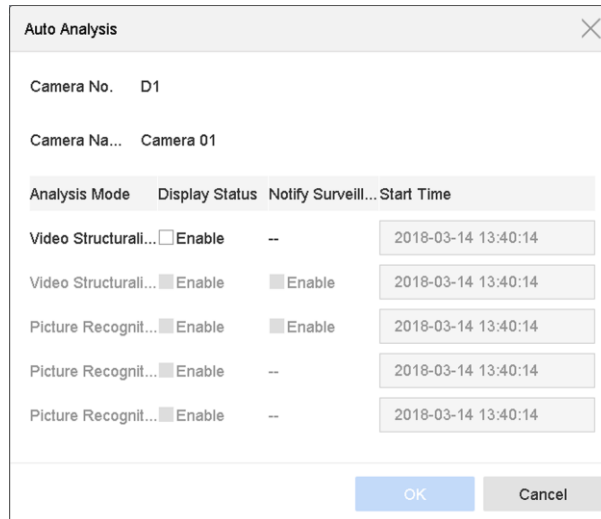 Auto Analysis
Camera No. D1
Camera Na... Camera 01
Analysis Mode Display Status Notify Surveill... Start Time
Video Structurali... Enable -- 2018-03-14 13:40:14
Video Structurali... Enable Enable 2018-03-14 13:40:14
Picture Recognit... Enable Enable 2018-03-14 13:40:14
Picture Recognit... Enable -- 2018-03-14 13:40:14
Picture Recognit... Enable -- 2018-03-14 13:40:14
OK Cancel